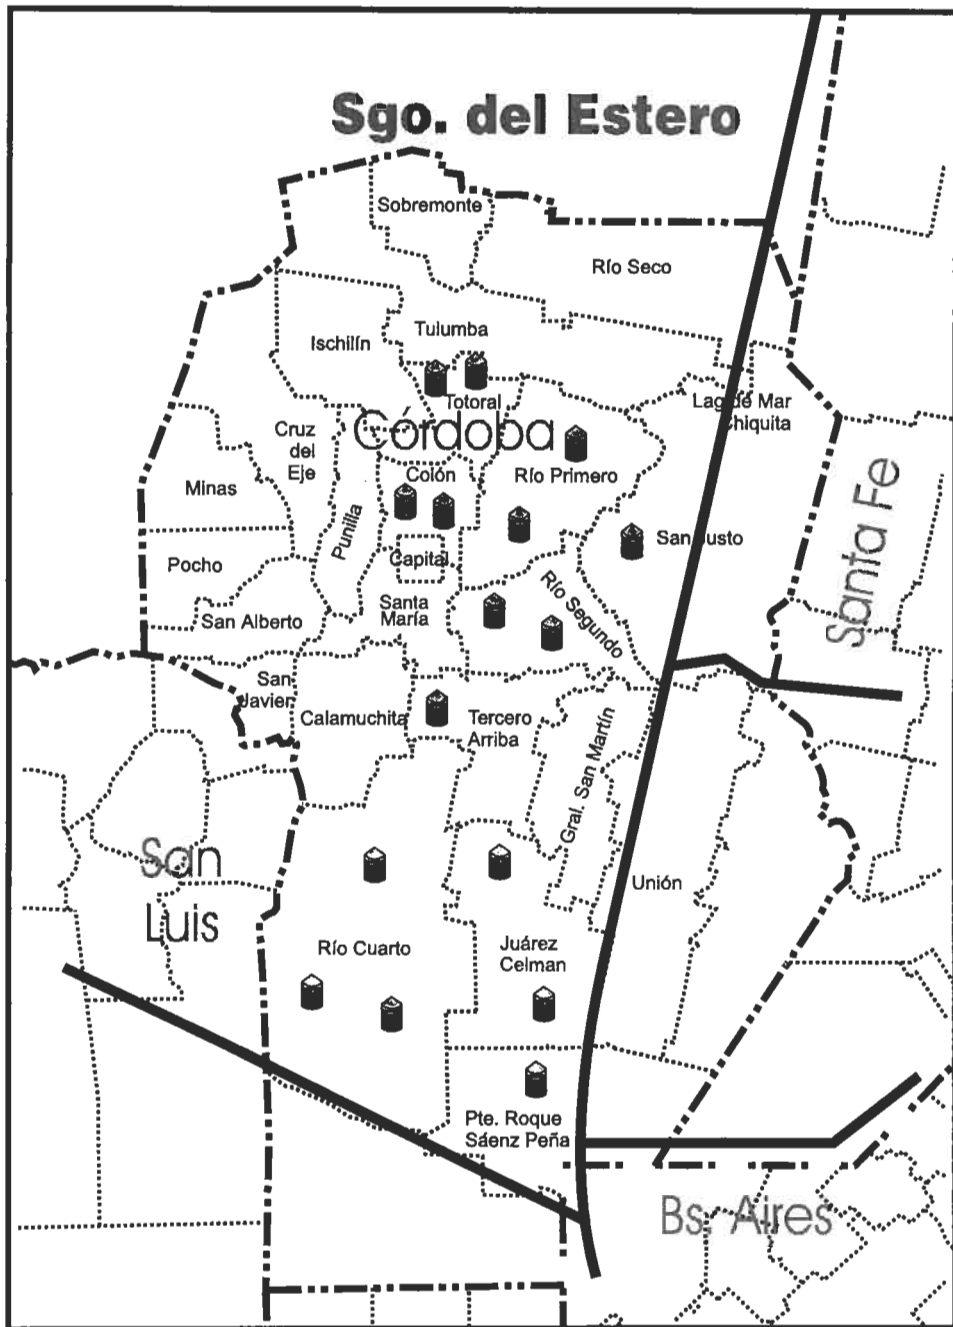 Sgo. del Estero
Sobremonte
Río Seco
Tulumba
Ischilín
Totoral
Lag de Mar
Chiquita
Córdoba
Cruz
del
Eje
Colón
Río Primero
Minas
Punilla
San Justo
Santa Fe
Capital
Pocho
Río Segundo
Santa
María
San Alberto
San
Javier
Calamuchita
Tercero
Arriba
Gral. San Martín
San
Luis
Unión
Río Cuarto
Juárez
Celman
Pte. Roque
Sáenz Peña
Bs. Aires